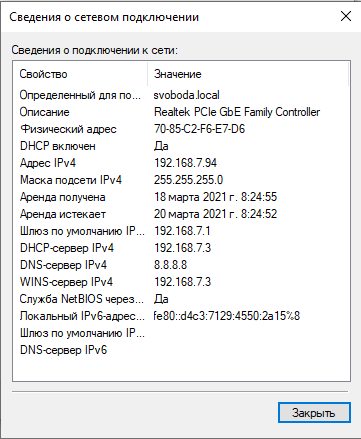 Сведения о сетевом подключении
Сведения о подключении к сети:
Свойство Значение
Определенный для по... svoboda.local
Описание Realtek PCIe GbE Family Controller
Физический адрес 70-85-C2-F6-E7-D6
DHCP включен Да
Адрес IPv4 192.168.7.94
Маска подсети IPv4 255.255.255.0
Аренда получена 18 марта 2021 г. 8:24:55
Аренда истекает 20 марта 2021 г. 8:24:52
Шлюз по умолчанию IP... 192.168.7.1
DHCP-сервер IPv4 192.168.7.3
DNS-сервер IPv4 8.8.8.8
WINS-сервер IPv4 192.168.7.3
Служба NetBIOS через... Да
Локальный IPv6-адрес... fe80::d4c3:7129:4550:2a15%8
Шлюз по умолчанию IP...
DNS-сервер IPv6
Закрыть